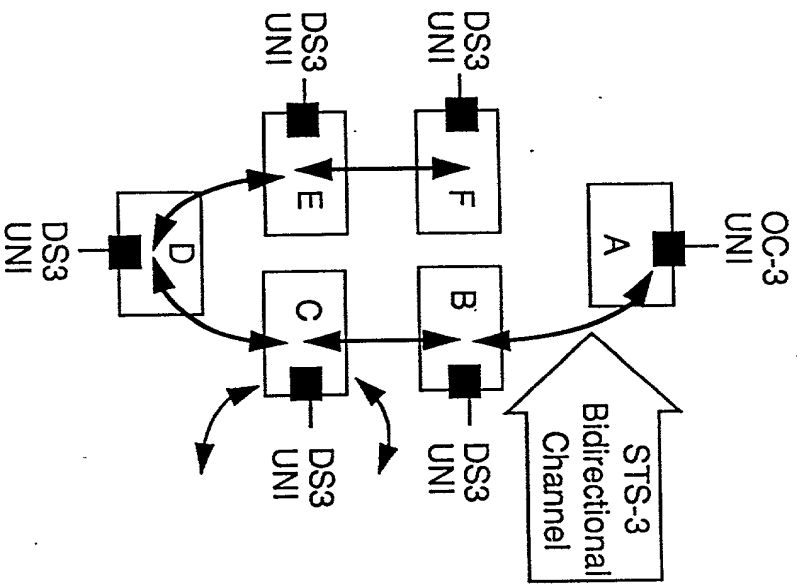 OC-3
UNI
A
STS-3
Bidirectional
Channel
DS3
UNI
F
B
DS3
UNI
DS3
UNI
E
C
DS3
UNI
D
DS3
UNI